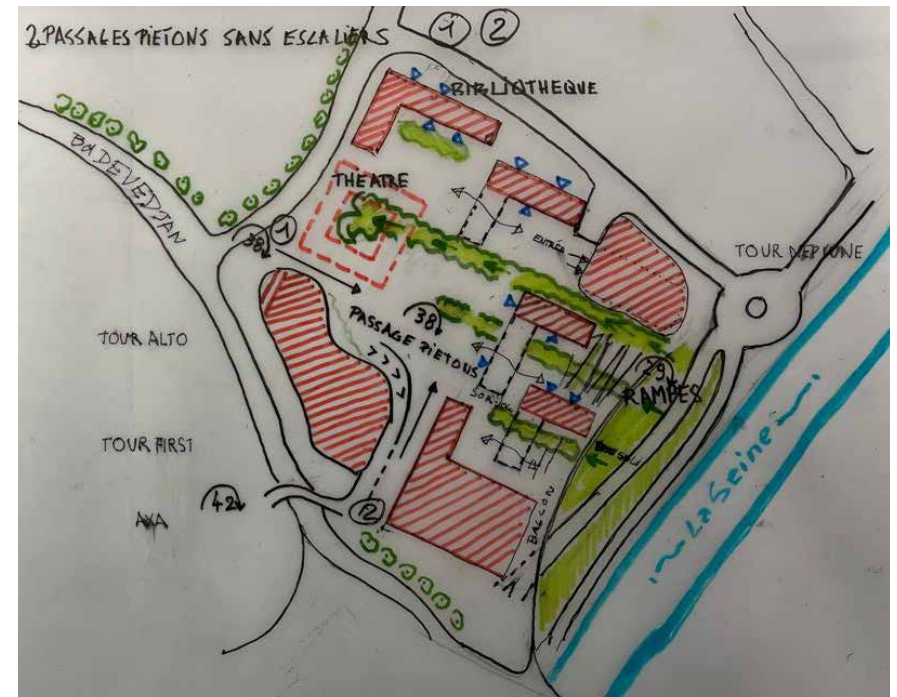 2 PASSAGES PIETONS SANS ESCALIERS
1 2
BIBLIOTHEQUE
Bd DEVEDJIAN
THEATRE
38
1
ENTRÉE
TOUR NEPTUNE
TOUR ALTO
38
PASSAGE PIETONS
29
RAMPES
TOUR FIRST
42
AXA
2
BALCON
La Seine